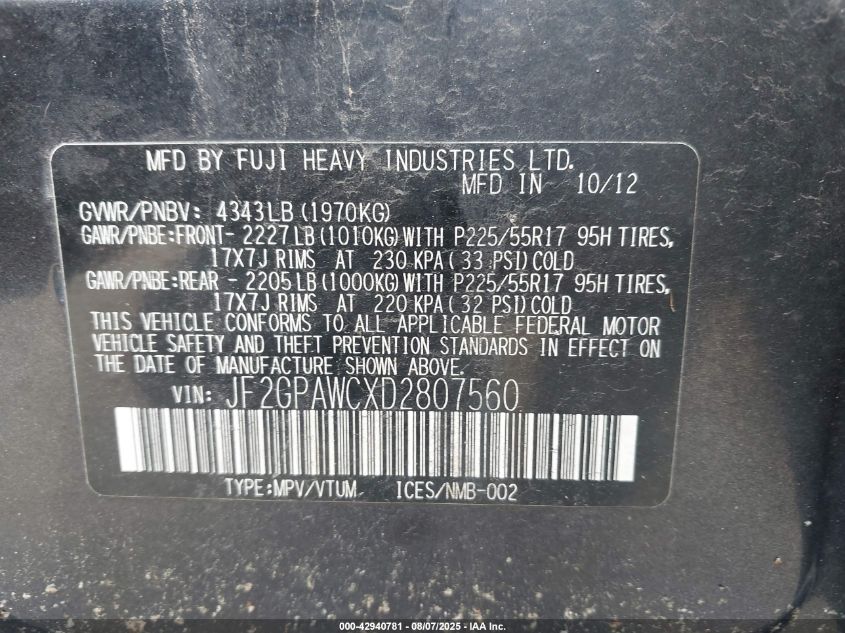 MFD BY FUJI HEAVY INDUSTRIES LTD.
MFD IN 10/12
GVWR/PNBV: 4343LB (1970KG)
GAWR/PNBE:FRONT- 2227LB(1010KG)WITH P225/55R17 95H TIRES,
17X7J RIMS AT 230 KPA( 33 PSI)COLD
GAWR/PNBE:REAR - 2205LB(1000KG)WITH P225/55R17 95H TIRES,
17X7J RIMS AT 220 KPA( 32 PSI)COLD
THIS VEHICLE CONFORMS TO ALL APPLICABLE FEDERAL MOTOR
VEHICLE SAFETY AND THEFT PREVENTION STANDARDS IN EFFECT ON
THE DATE OF MANUFACTURE SHOWN ABOVE.
VIN: JF2GPAWCXD2807560
TYPE:MPV/VTUM ICES/NMB-002
000-42940781 - 08/07/2025 - IAA Inc.